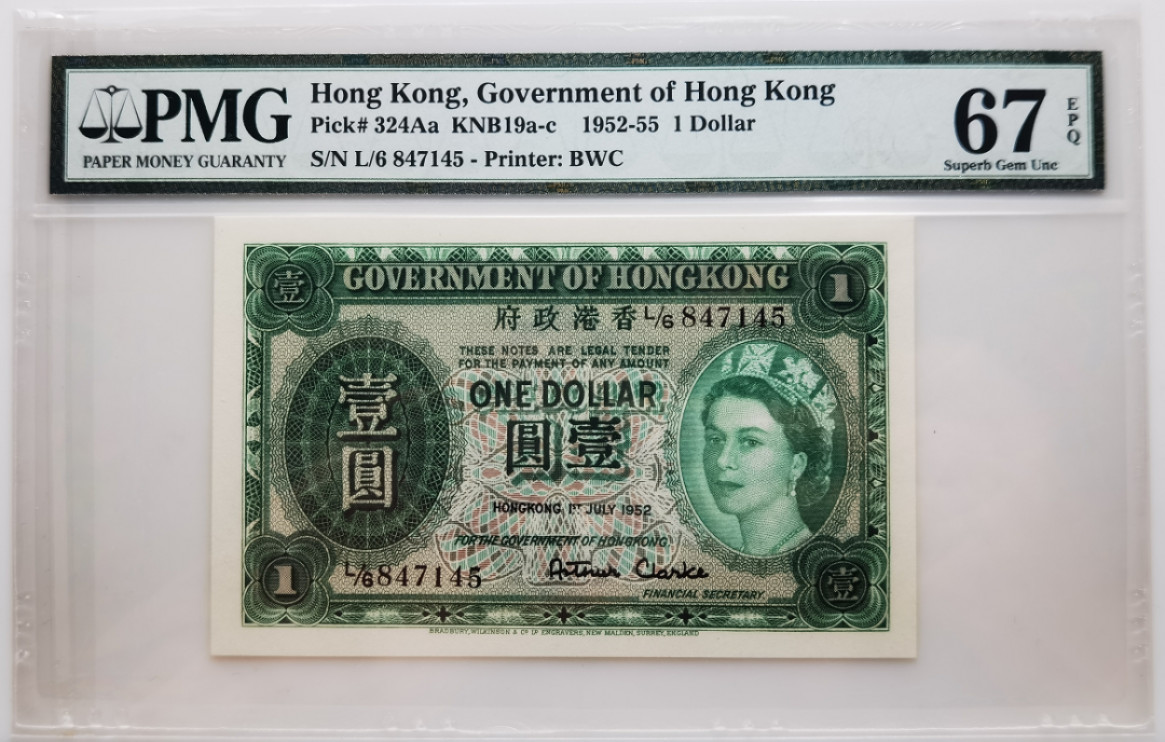 PMG
PAPER MONEY GUARANTY
Hong Kong, Government of Hong Kong
Pick# 324Aa KNB19a-c 1952-55 1 Dollar
S/N L/6 847145 - Printer: BWC
67
EPQ
Superb Gem Unc
壹
GOVERNMENT OF HONGKONG
1
府政港香
L/6 847145
THESE NOTES ARE LEGAL TENDER
FOR THE PAYMENT OF ANY AMOUNT
ONE DOLLAR
圓壹
壹
圓
HONGKONG 1ST JULY 1952
FOR THE GOVERNMENT OF HONGKONG
1
L/6 847145
Arthur Clarke
FINANCIAL SECRETARY
壹
BRADBURY, WILKINSON & Co Ld ENGRAVERS, NEW MALDEN, SURREY, ENGLAND